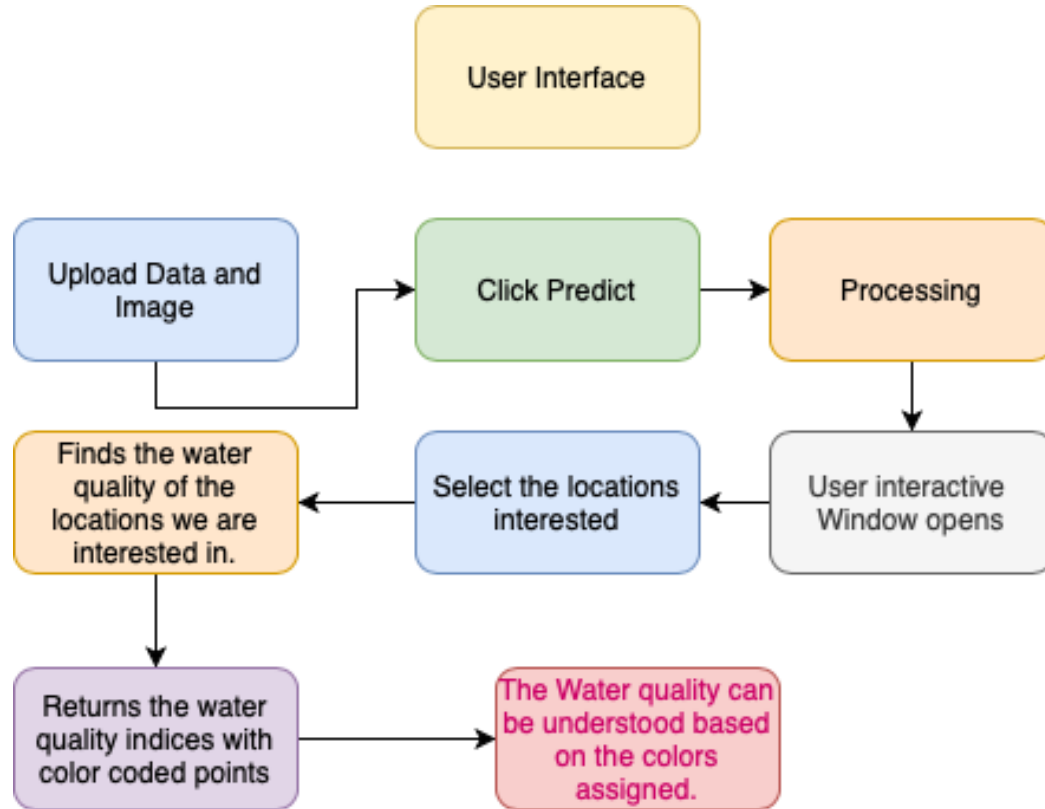 User Interface
Upload Data and
Image
Click Predict
Processing
Finds the water
quality of the
locations we are
interested in.
Select the locations
interested
User interactive
Window opens
Returns the water
quality indices with
color coded points
The Water quality can
be understood based
on the colors
assigned.